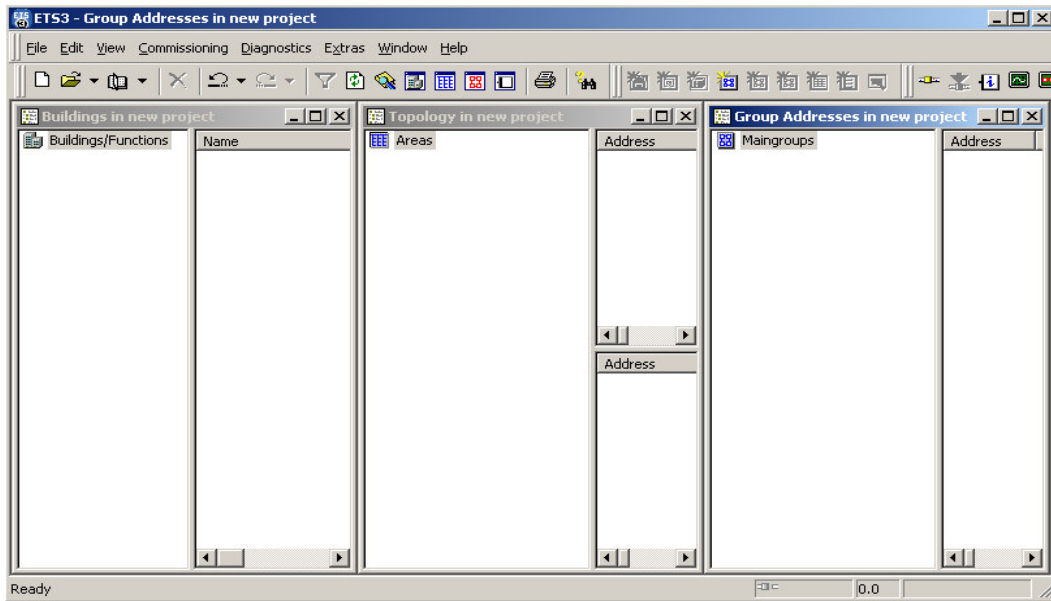 ETS3 - Group Addresses in new project
File Edit View Commissioning Diagnostics Extras Window Help
Buildings in new project
Topology in new project
Group Addresses in new project
Buildings/Functions
Name
Areas
Address
Maingroups
Address
Address
Ready
0.0